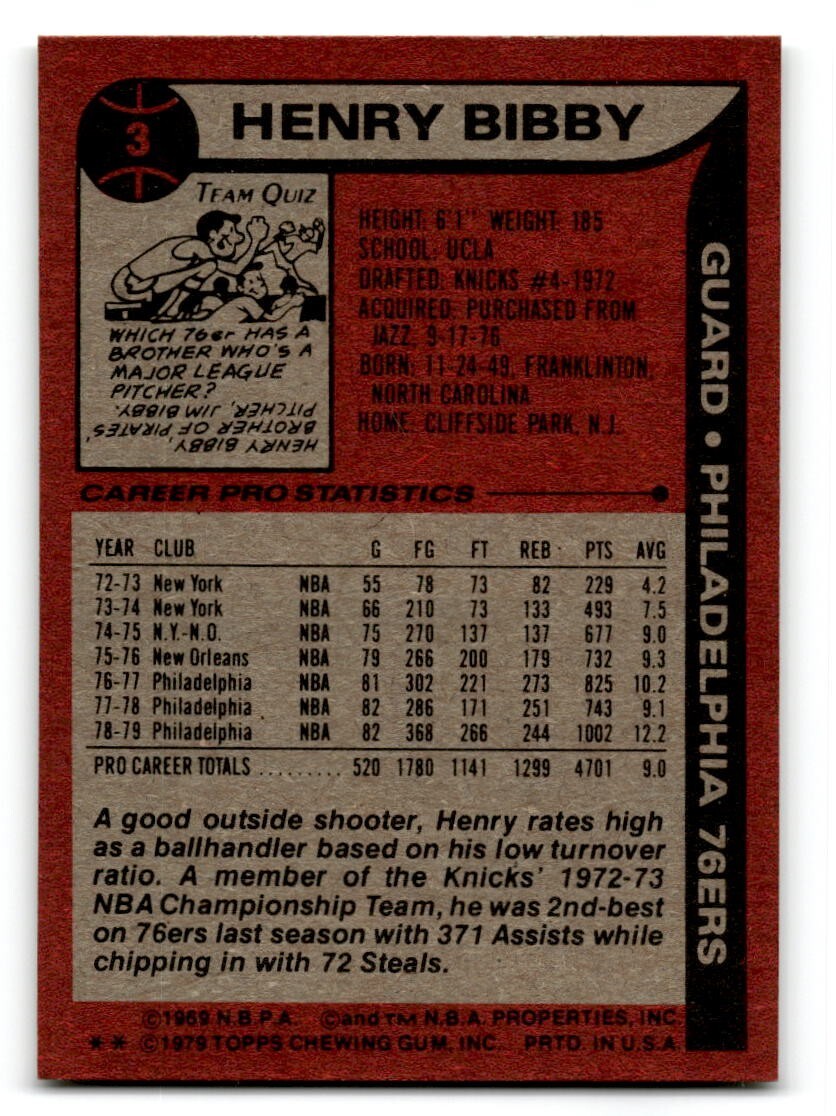 3
HENRY BIBBY
TEAM QUIZ
WHICH 76er HAS A
BROTHER WHO'S A
MAJOR LEAGUE
PITCHER?
HENRY BIBBY,
BROTHER OF PIRATES'
PITCHER, JIM BIBBY.
HEIGHT: 6'1" WEIGHT: 185
SCHOOL: UCLA
DRAFTED: KNICKS #4-1972
ACQUIRED: PURCHASED FROM
JAZZ, 9-17-76
BORN: 11-24-49, FRANKLINTON,
NORTH CAROLINA
HOME: CLIFFSIDE PARK, N.J.
GUARD • PHILADELPHIA 76ERS
CAREER PRO STATISTICS
YEAR CLUB G FG FT REB PTS AVG
72-73 New York NBA 55 78 73 82 229 4.2
73-74 New York NBA 66 210 73 133 493 7.5
74-75 N.Y.-N.O. NBA 75 270 137 137 677 9.0
75-76 New Orleans NBA 79 266 200 179 732 9.3
76-77 Philadelphia NBA 81 302 221 273 825 10.2
77-78 Philadelphia NBA 82 286 171 251 743 9.1
78-79 Philadelphia NBA 82 368 266 244 1002 12.2
PRO CAREER TOTALS ......... 520 1780 1141 1299 4701 9.0
A good outside shooter, Henry rates high
as a ballhandler based on his low turnover
ratio. A member of the Knicks' 1972-73
NBA Championship Team, he was 2nd-best
on 76ers last season with 371 Assists while
chipping in with 72 Steals.
©1969 N.B.P.A. ©and TM N.B.A. PROPERTIES, INC.
** ©1979 TOPPS CHEWING GUM, INC. PRTD. IN U.S.A.